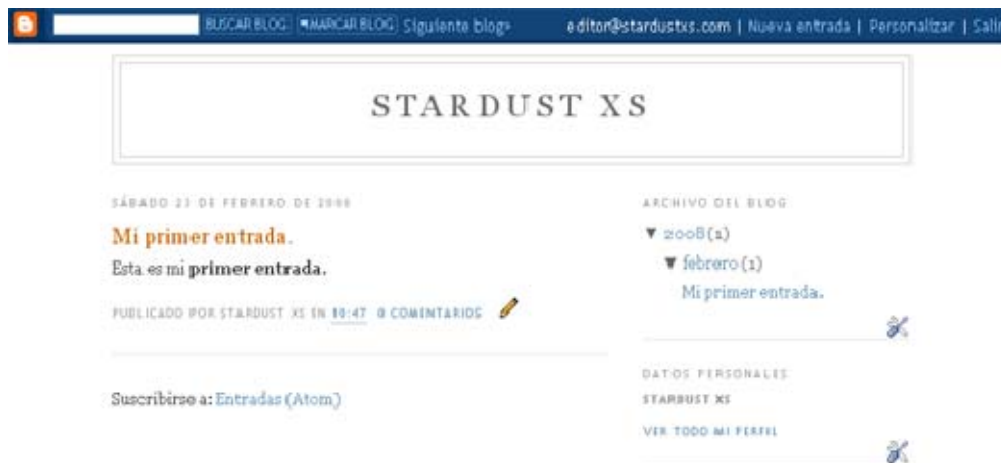 BUSCAR BLOG MARCAR BLOG Siguiente blog» editor@stardustxs.com | Nueva entrada | Personalizar | Salir
STARDUST XS
SÁBADO 23 DE FEBRERO DE 2008
Mi primer entrada.
Esta es mi primer entrada.
PUBLICADO POR STARDUST XS EN 10:47 0 COMENTARIOS
Suscribirse a: Entradas (Atom)
ARCHIVO DEL BLOG
▼ 2008 (1)
▼ febrero (1)
Mi primer entrada.
DATOS PERSONALES
STARDUST XS
VER TODO MI PERFIL